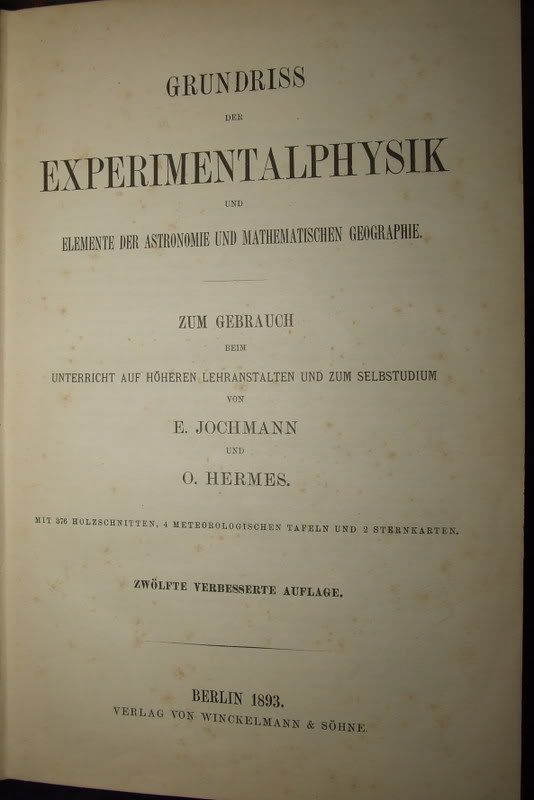 GRUNDRISS
DER
EXPERIMENTALPHYSIK
UND
ELEMENTE DER ASTRONOMIE UND MATHEMATISCHEN GEOGRAPHIE.
ZUM GEBRAUCH
BEIM
UNTERRICHT AUF HÖHEREN LEHRANSTALTEN UND ZUM SELBSTUDIUM
VON
E. JOCHMANN
UND
O. HERMES.
MIT 376 HOLZSCHNITTEN, 4 METEOROLOGISCHEN TAFELN UND 2 STERNKARTEN.
ZWÖLFTE VERBESSERTE AUFLAGE.
BERLIN 1893.
VERLAG VON WINCKELMANN & SÖHNE.